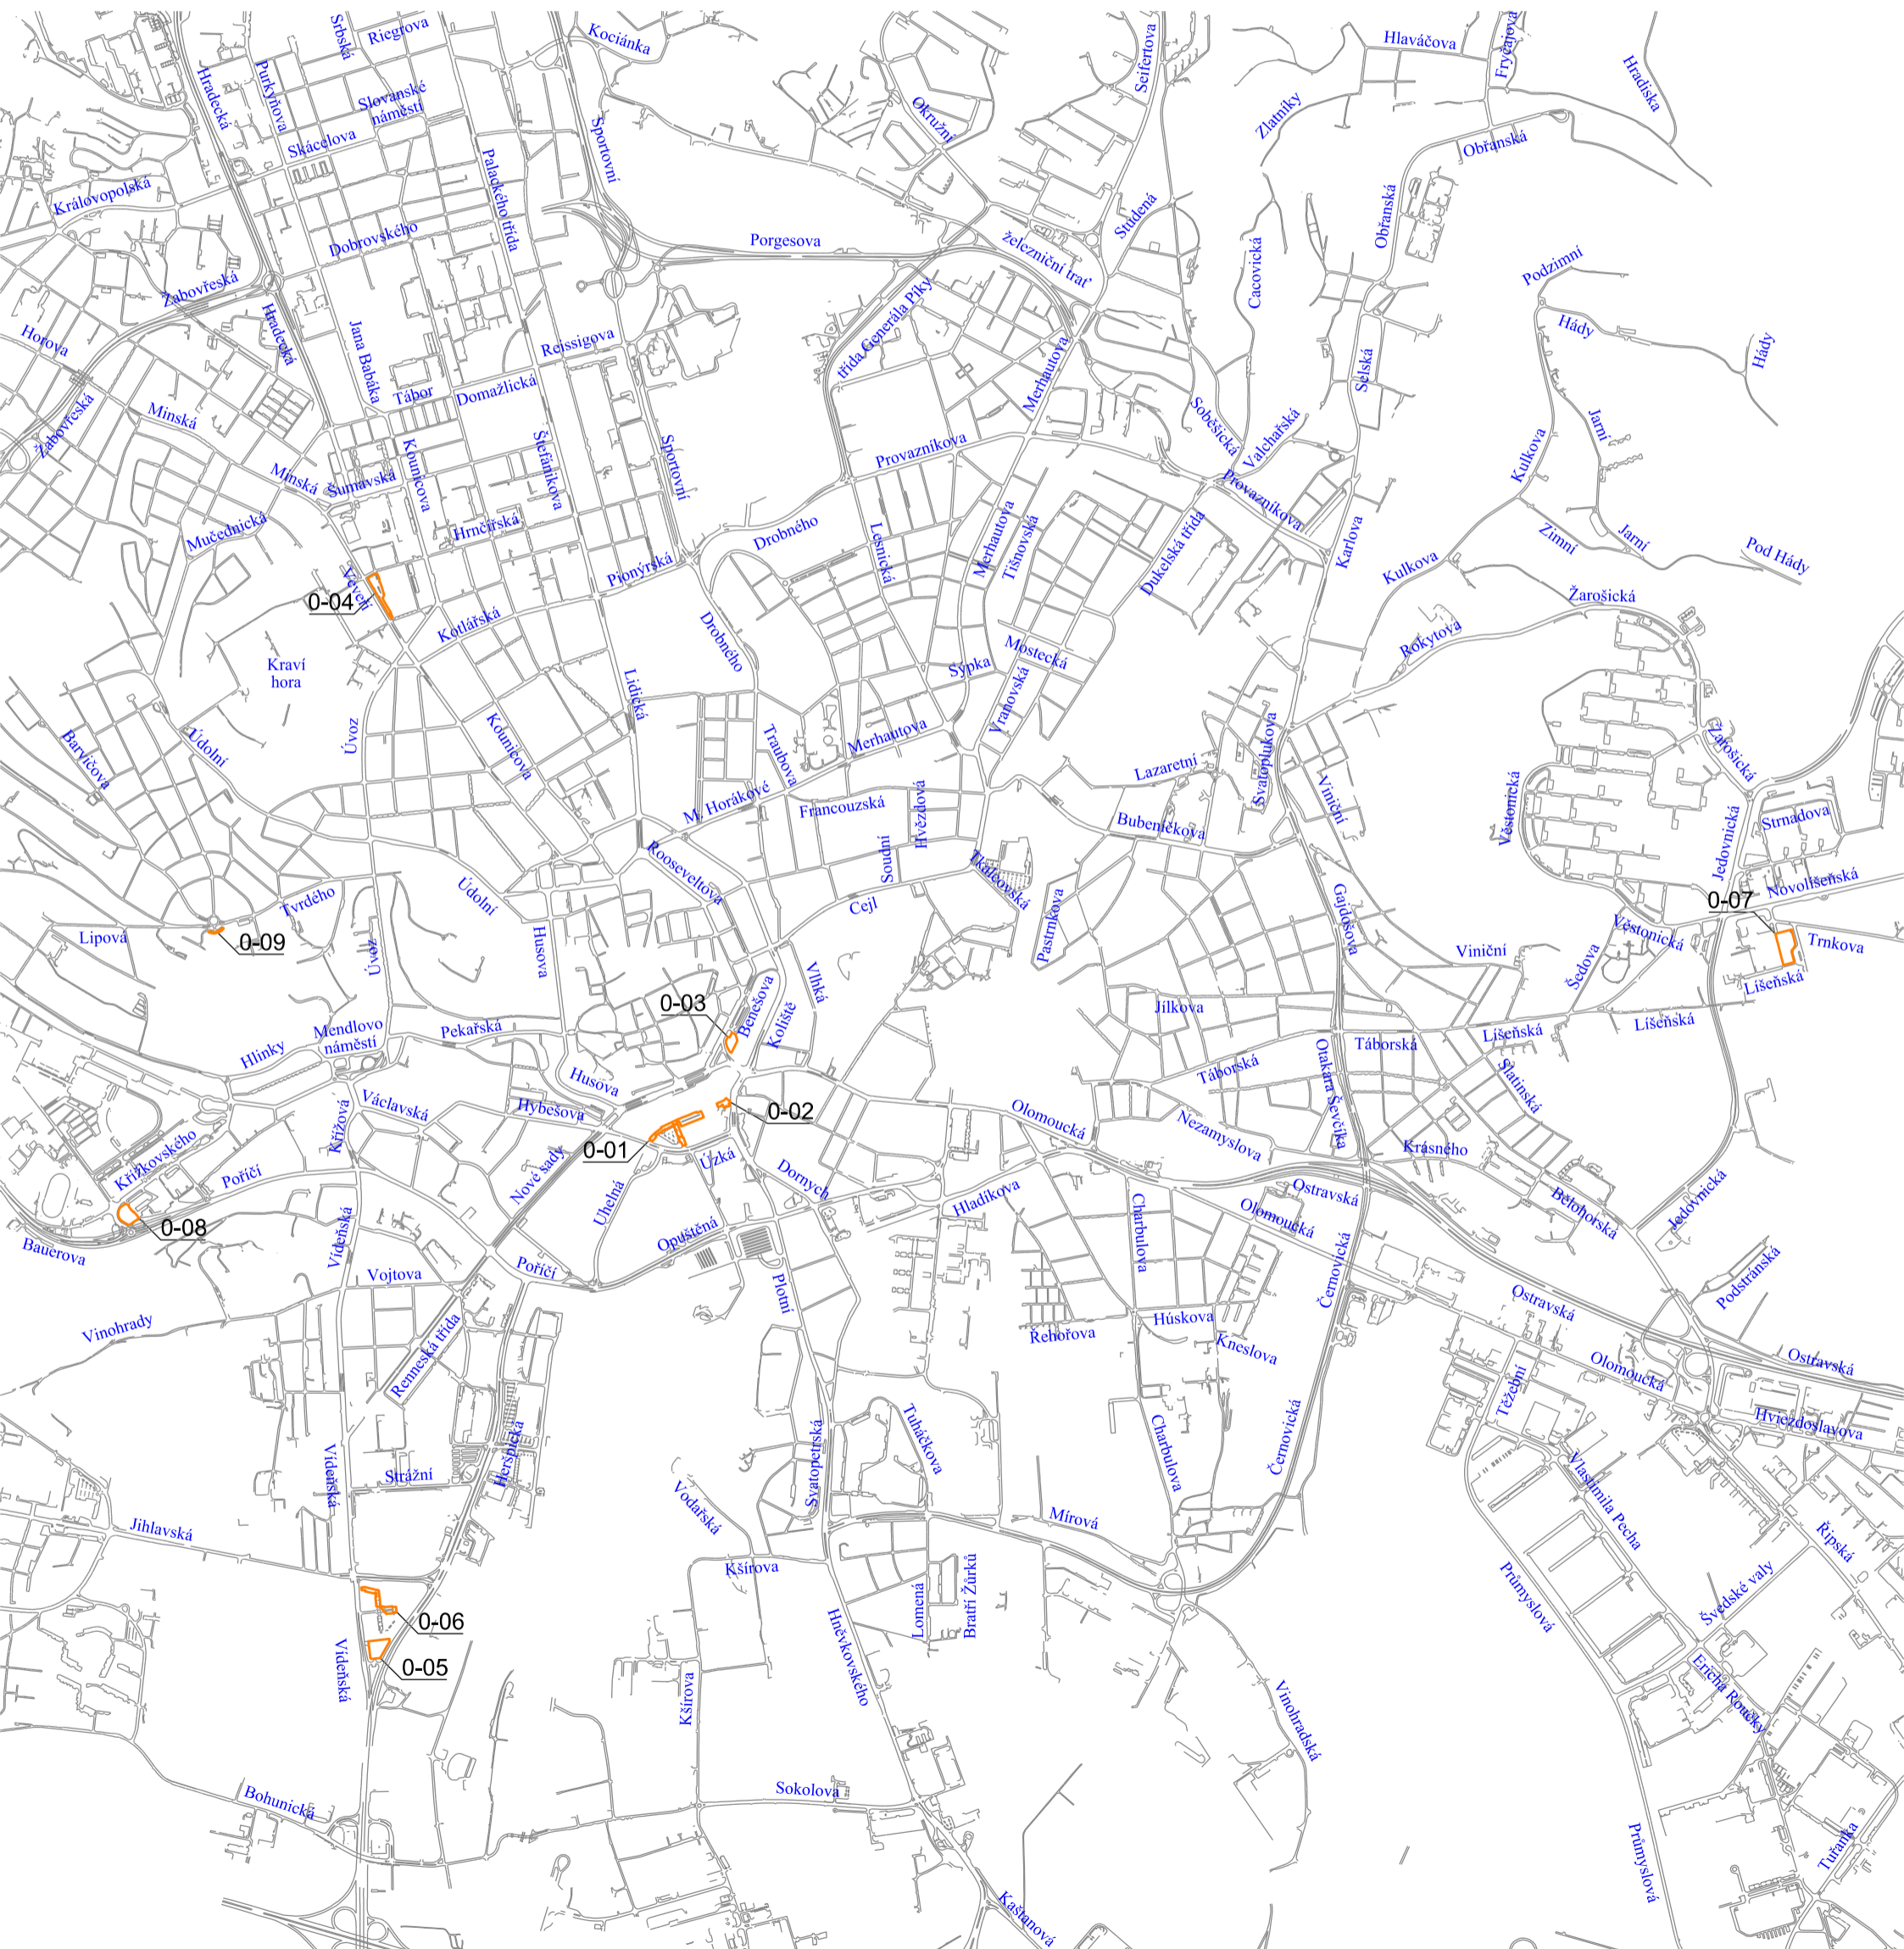 Srbská
Riegrova
Kociánka
Seifertova
Hlaváčova
Fryčajova
Hradiska
Hradecká
Purkyňova
Slovanské
náměstí
Skácelova
Sportovní
Okružní
Zlatníky
Obřanská
Královopolská
Palackého třída
Dobrovského
Porgesova
železniční trať
Studená
Cacovická
Obřanská
Podzimní
Žabovřeská
Hradecká
Horova
Jana Babáka
Reissigova
třída Generála Píky
Merhautova
Hády
Hády
Selská
Tábor
Domažlická
Minská
Žabovřeská
Kounicova
Štefánikova
Sportovní
Provazníkova
Soběšická
Valchařská
Jarní
Kulkova
Minská
Šumavská
Hrnčířská
Mučednická
Drobného
Lesnická
Merhautova
Tišnovská
Dukelská třída
Provazníkova
Karlova
Zimní
Jarní
Pod Hády
Kulkova
Pionýrská
Veveří
0-04
Kotlářská
Drobného
Žarošická
Rokytova
Kraví
hora
Mostecká
Sýpka
Vranovská
Lidická
Úvoz
Kounicova
Údolní
Barvičova
Traubova
Merhautova
Svatoplukova
Lazaretní
Viniční
Žarošická
Věstonická
Jedovnická
Strnadova
M. Horákové
Francouzská
Hvězdova
Bubeníčkova
Soudní
Rooseveltova
Tkalcovská
Údolní
Tvrdého
Cejl
Pastrnkova
Gajdošova
Novolíšeňská
0-07
Věstonická
Trnkova
Lipová
0-09
Úvoz
Husova
Vlhká
Viniční
Šedova
Líšeňská
0-03
Benešova
Koliště
Jílkova
Líšeňská
Líšeňská
Mendlovo
náměstí
Pekařská
Hlinky
Táborská
Táborská
Otakara Ševčíka
Slatinská
Husova
Hybešova
Václavská
0-02
Olomoucká
Nezamyslova
Krásného
0-01
Křížová
Křížkovského
Poříčí
Nové sady
Úzká
Dornych
Uhelná
Hladíkova
Charbulova
Ostravská
Olomoucká
Bělohorská
Jedovnická
0-08
Bauerova
Vídeňská
Opuštěná
Vojtova
Poříčí
Plotní
Černovická
Podstránská
Ostravská
Vinohrady
Renneská třída
Řehořova
Húskova
Kneslova
Olomoucká
Ostravská
Těžební
Hviezdoslavova
Heršpická
Strážní
Vídeňská
Svatopetrská
Tuháčkova
Charbulova
Černovická
Vlastimila Pecha
Vodařská
Mírová
Jihlavská
Řipská
Kšírova
Lomená
Bratří Žůrků
Průmyslová
Švédské valy
0-06
0-05
Vídeňská
Hněvkovského
Kšírova
Vinohradská
Ericha Roučky
Sokolova
Bohunická
Průmyslová
Tuřanka
Kaštanová